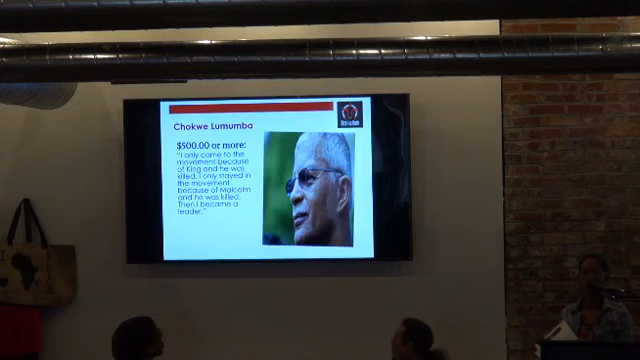 Chokwe Lumumba
$500.00 or more:
"I only came to the
movement because
of King and he was
killed. I only stayed in
the movement
because of Malcolm
and he was killed.
Then I became a
leader."